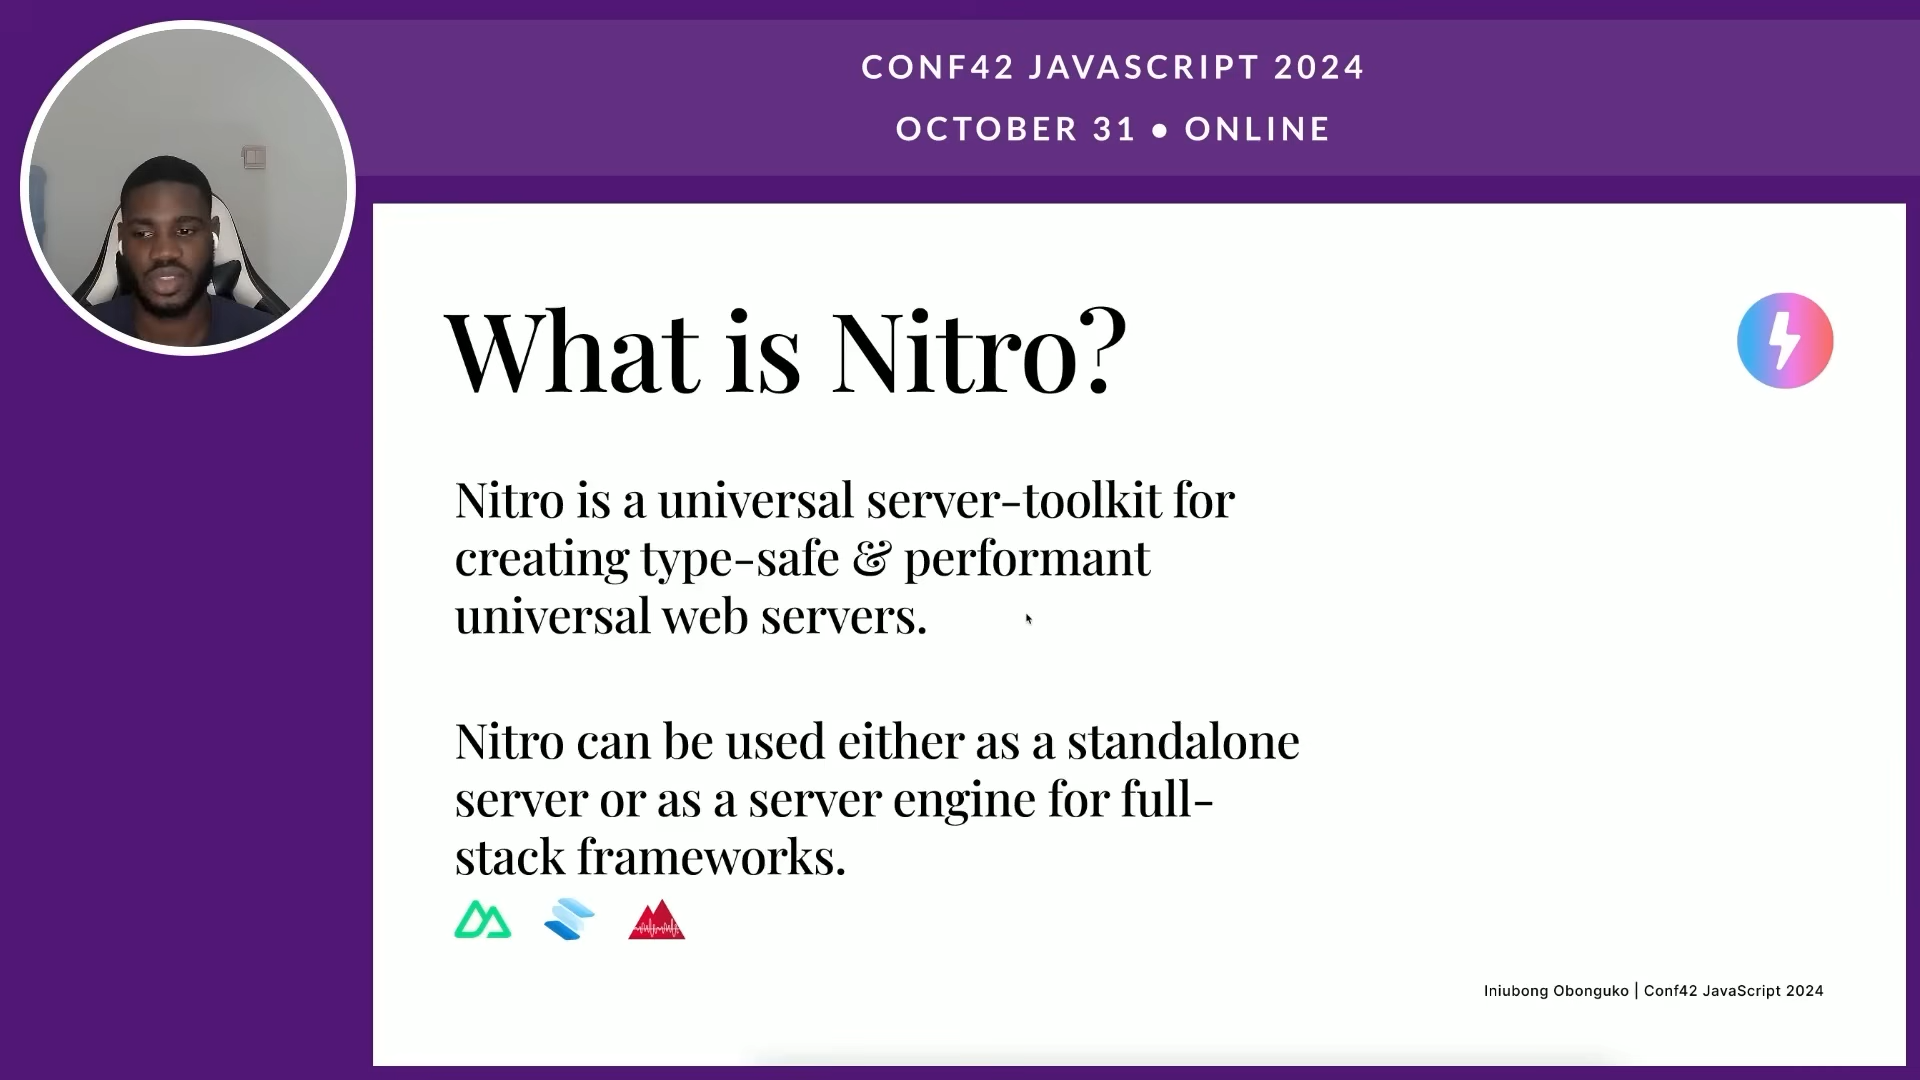 CONF42 JAVASCRIPT 2024
OCTOBER 31 ● ONLINE
What is Nitro?
Nitro is a universal server-toolkit for
creating type-safe & performant
universal web servers.
Nitro can be used either as a standalone
server or as a server engine for full-
stack frameworks.
Iniubong Obonguko | Conf42 JavaScript 2024